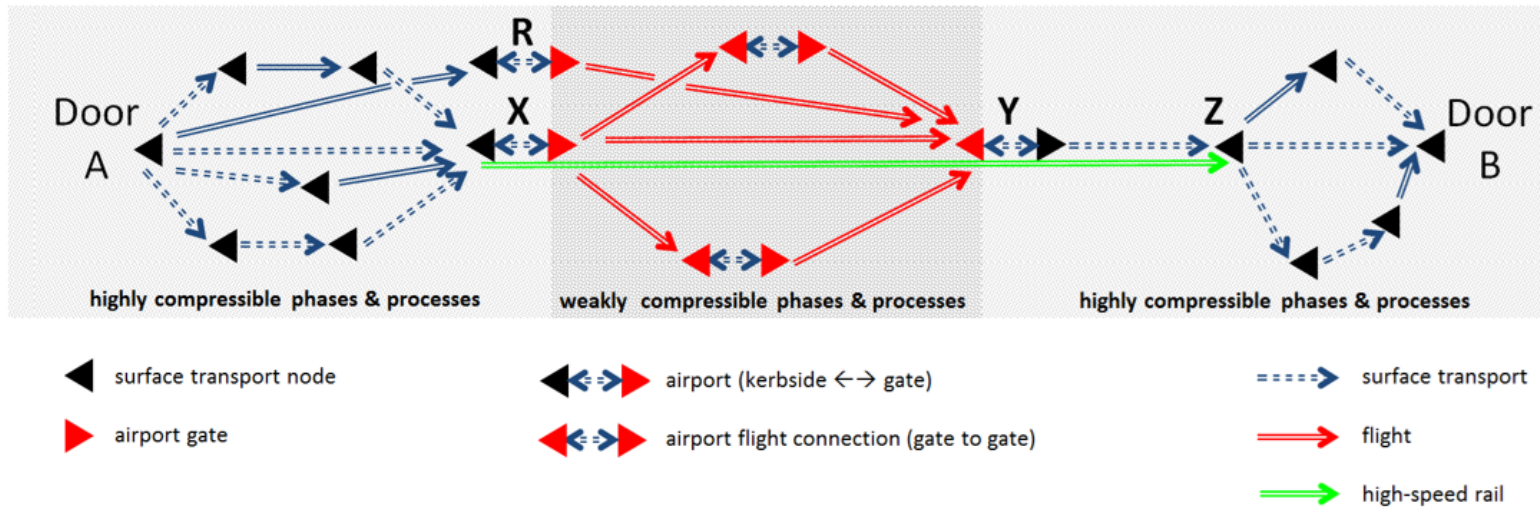 R
X
Y
Z
Door
A
Door
B
highly compressible phases & processes
weakly compressible phases & processes
highly compressible phases & processes
surface transport node
airport (kerbside ←→ gate)
surface transport
airport gate
airport flight connection (gate to gate)
flight
high-speed rail